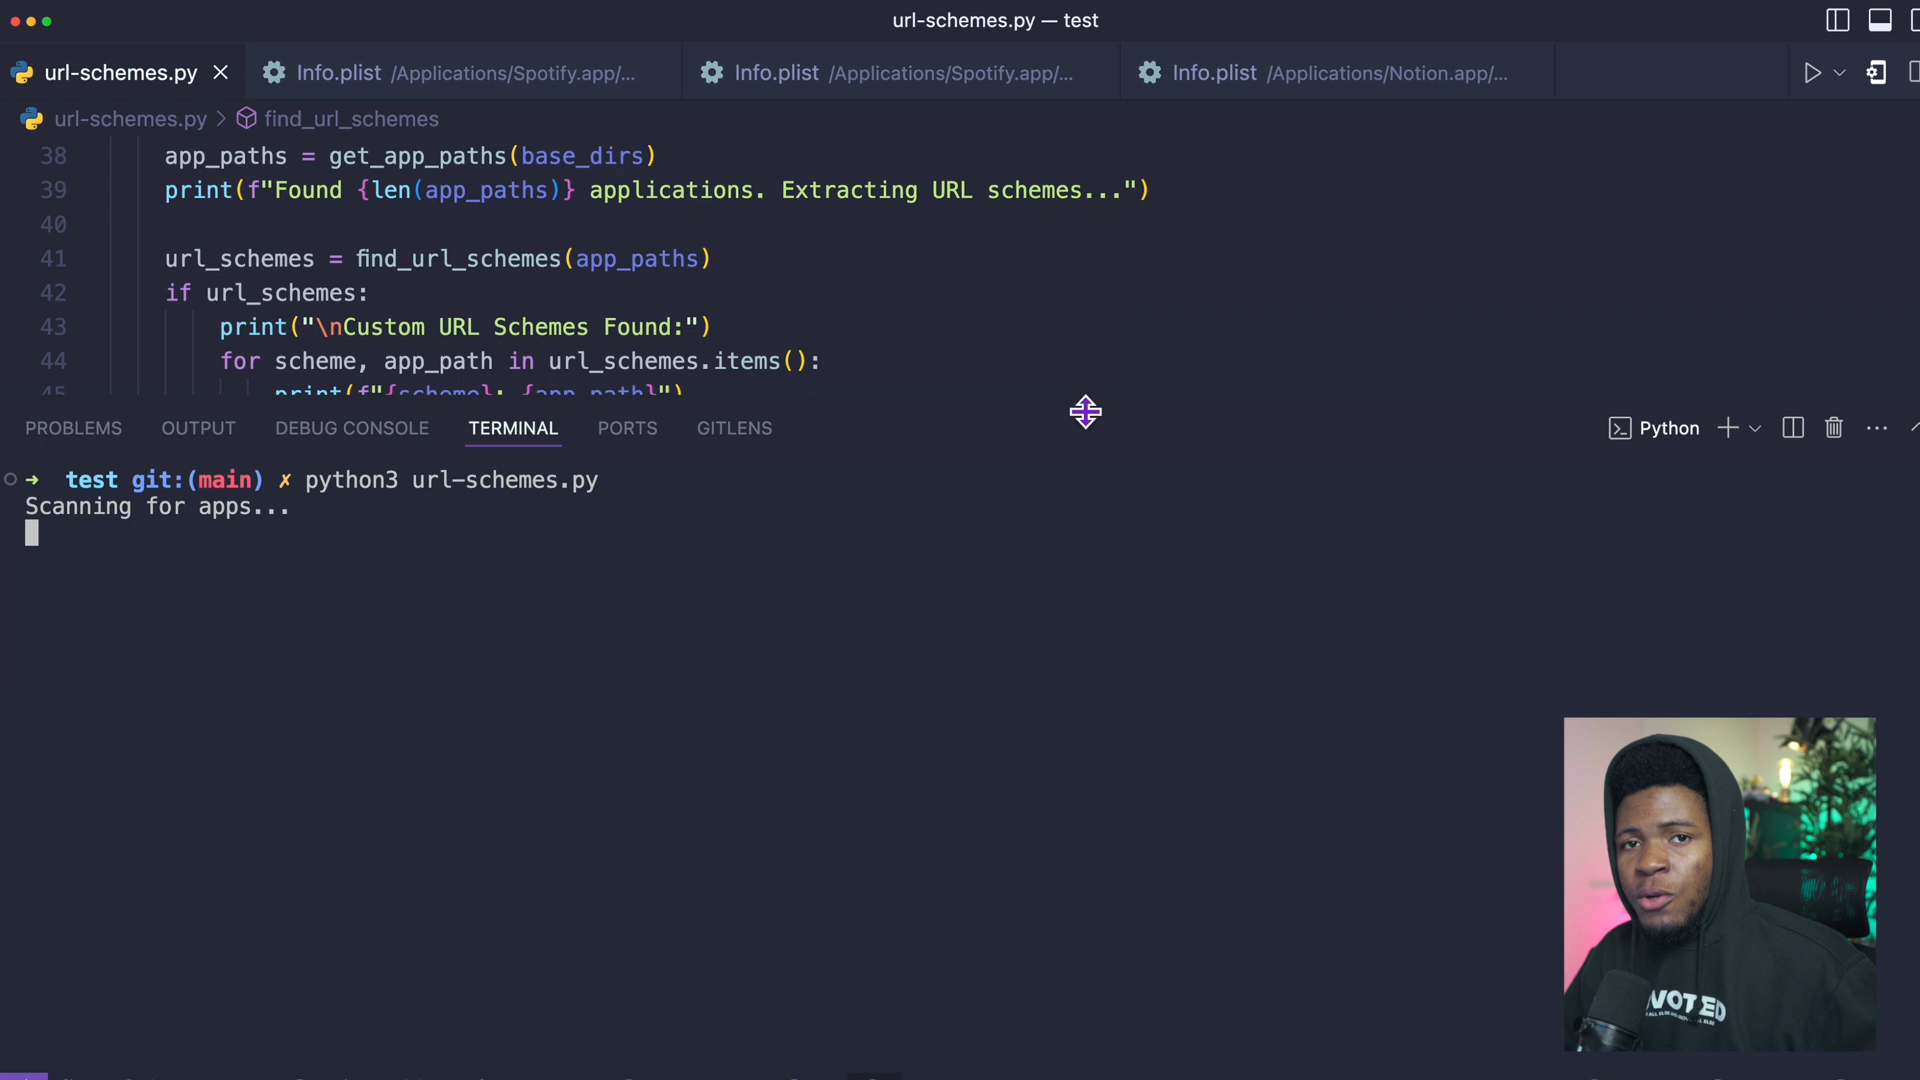 url-schemes.py — test
url-schemes.py Info.plist /Applications/Spotify.app/... Info.plist /Applications/Spotify.app/... Info.plist /Applications/Notion.app/...
url-schemes.py > find_url_schemes
38 app_paths = get_app_paths(base_dirs)
39 print(f"Found {len(app_paths)} applications. Extracting URL schemes...")
40
41 url_schemes = find_url_schemes(app_paths)
42 if url_schemes:
43 print("\nCustom URL Schemes Found:")
44 for scheme, app_path in url_schemes.items():
45 print(f"{scheme}: {app_path}")
PROBLEMS OUTPUT DEBUG CONSOLE TERMINAL PORTS GITLENS Python
➜ test git:(main) ✗ python3 url-schemes.py
Scanning for apps...